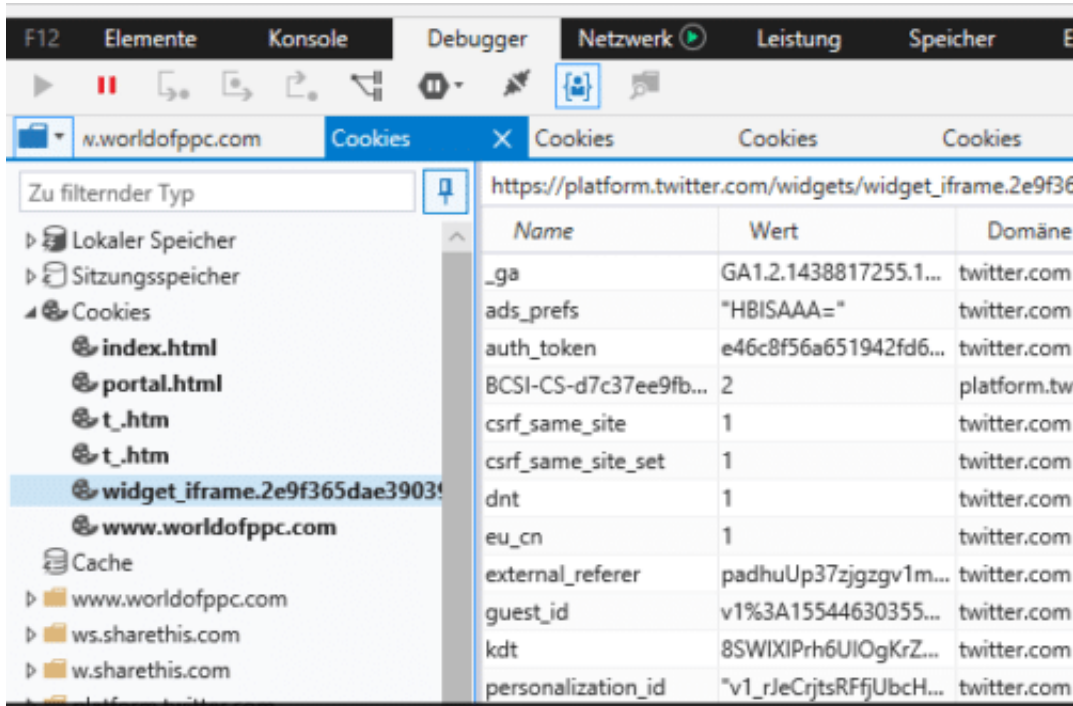 F12 Elemente Konsole Debugger Netzwerk Leistung Speicher E
w.worldofppc.com Cookies Cookies Cookies Cookies
Zu filternder Typ
https://platform.twitter.com/widgets/widget_iframe.2e9f36
Name Wert Domäne
Lokaler Speicher
Sitzungsspeicher
Cookies
index.html
portal.html
t_.htm
t_.htm
widget_iframe.2e9f365dae39039
www.worldofppc.com
Cache
www.worldofppc.com
ws.sharethis.com
w.sharethis.com
platform.twitter.com
_ga GA1.2.1438817255.1... twitter.com
ads_prefs "HBISAAA=" twitter.com
auth_token e46c8f56a651942fd6... twitter.com
BCSI-CS-d7c37ee9fb... 2 platform.tw
csrf_same_site 1 twitter.com
csrf_same_site_set 1 twitter.com
dnt 1 twitter.com
eu_cn 1 twitter.com
external_referer padhuUp37zjgzgv1m... twitter.com
guest_id v1%3A15544630355... twitter.com
kdt 8SWIXIPrh6UIOgKrZ... twitter.com
personalization_id "v1_rJeCrjtsRFfjUbcH... twitter.com